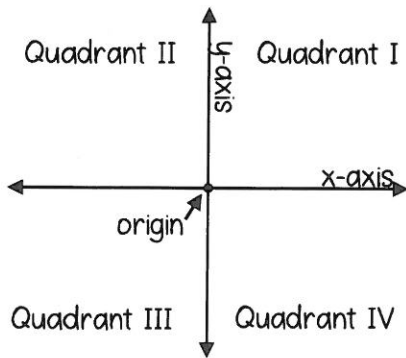 Quadrant II
Quadrant I
y-axis
x-axis
origin
Quadrant III
Quadrant IV